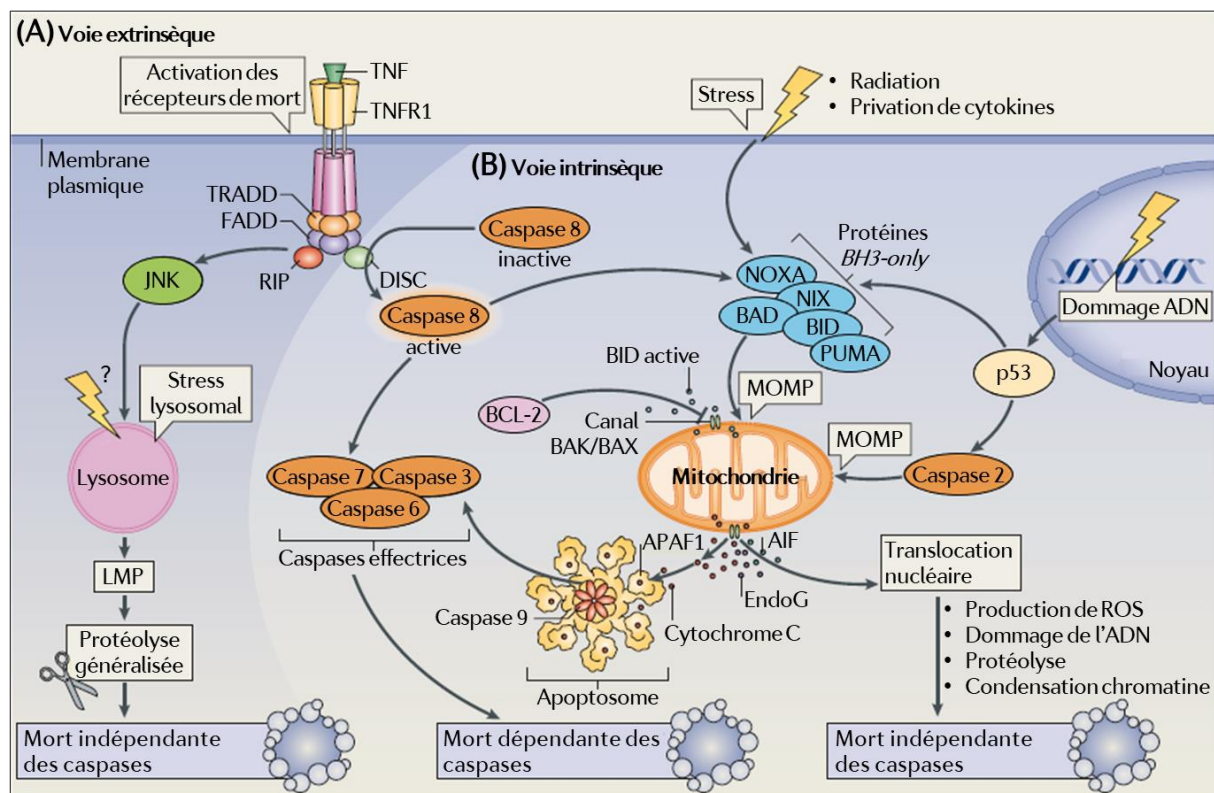 (A) Voie extrinsèque
Activation des
récepteurs de mort
TNF
TNFR1
Stress
• Radiation
• Privation de cytokines
Membrane
plasmique
(B) Voie intrinsèque
TRADD
FADD
RIP
DISC
Caspase 8
inactive
JNK
Caspase 8
active
Protéines
BH3-only
NOXA
NIX
BAD
BID
PUMA
Dommage ADN
p53
Noyau
?
Stress
lysosomal
Lysosome
BID active
MOMP
BCL-2
Canal
BAK/BAX
MOMP
Mitochondrie
Caspase 2
Caspase 7
Caspase 3
Caspase 6
Caspases effectrices
APAF1
AIF
EndoG
Cytochrome C
Caspase 9
Apoptosome
Translocation
nucléaire
• Production de ROS
• Dommage de l'ADN
• Protéolyse
• Condensation chromatine
LMP
Protéolyse
généralisée
Mort indépendante
des caspases
Mort dépendante des
caspases
Mort indépendante
des caspases